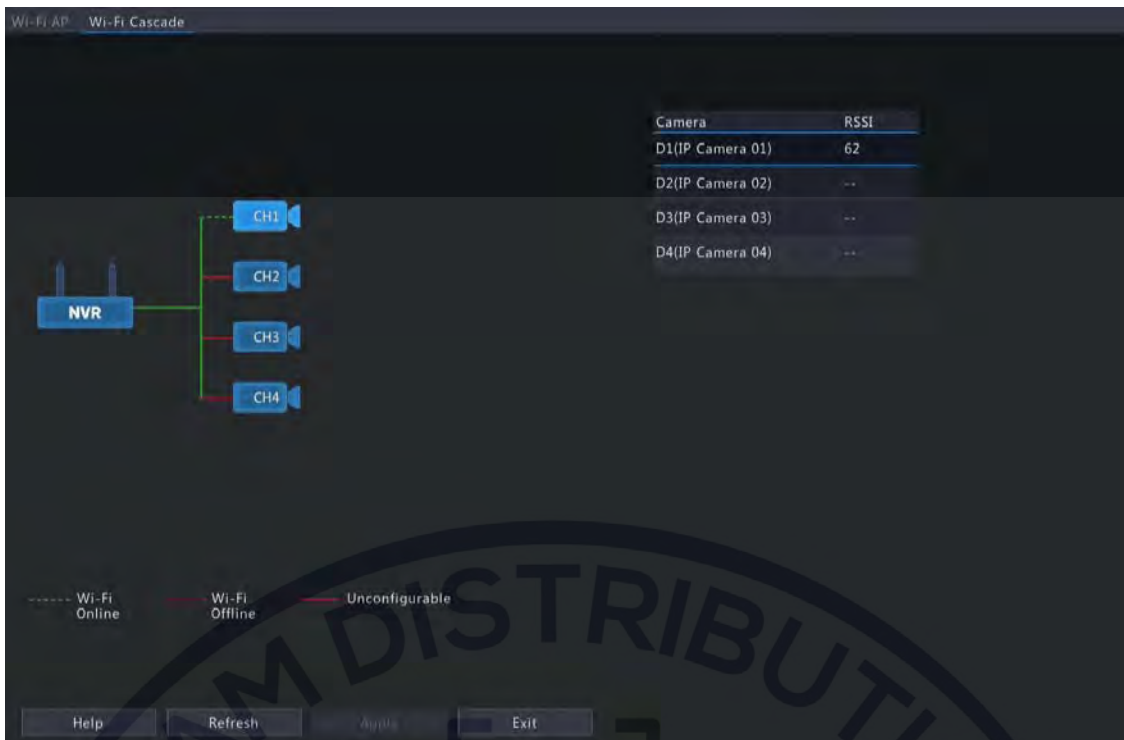 Wi-Fi AP Wi-Fi Cascade
Camera RSSI
D1(IP Camera 01) 62
D2(IP Camera 02) --
D3(IP Camera 03) --
D4(IP Camera 04) --
CH1
CH2
NVR
CH3
CH4
Wi-Fi Online
Wi-Fi Offline
Unconfigurable
DISTRIBUT
Help Refresh Apply Exit